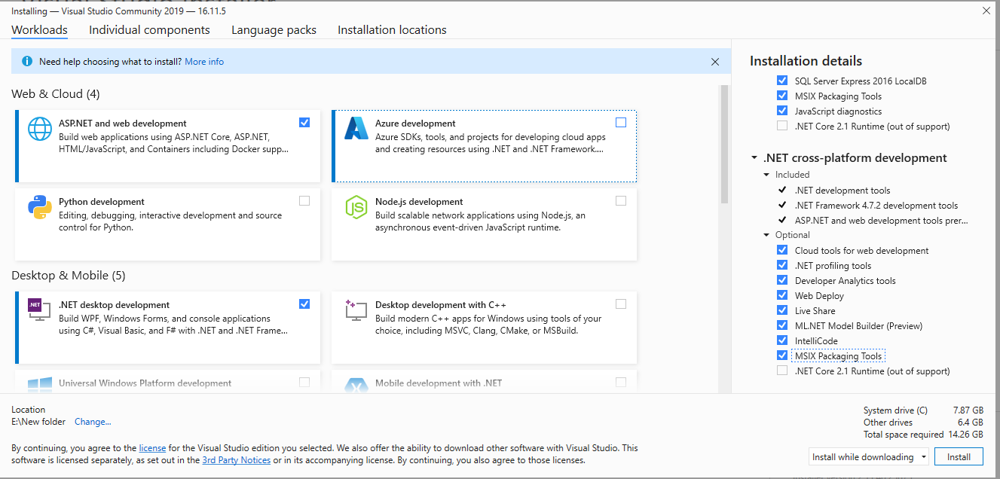 Installing — Visual Studio Community 2019 — 16.11.5
Workloads
Individual components
Language packs
Installation locations
Need help choosing what to install? More info
Web & Cloud (4)
ASP.NET and web development
Build web applications using ASP.NET Core, ASP.NET,
HTML/JavaScript, and Containers including Docker supp...
Azure development
Azure SDKs, tools, and projects for developing cloud apps
and creating resources using .NET and .NET Framework....
Python development
Editing, debugging, interactive development and source
control for Python.
Node.js development
Build scalable network applications using Node.js, an
asynchronous event-driven JavaScript runtime.
Desktop & Mobile (5)
.NET
.NET desktop development
Build WPF, Windows Forms, and console applications
using C#, Visual Basic, and F# with .NET and .NET Frame...
Desktop development with C++
Build modern C++ apps for Windows using tools of your
choice, including MSVC, Clang, CMake, or MSBuild.
Universal Windows Platform development
Mobile development with .NET
Installation details
SQL Server Express 2016 LocalDB
MSIX Packaging Tools
JavaScript diagnostics
.NET Core 2.1 Runtime (out of support)
.NET cross-platform development
Included
.NET development tools
.NET Framework 4.7.2 development tools
ASP.NET and web development tools prer...
Optional
Cloud tools for web development
.NET profiling tools
Developer Analytics tools
Web Deploy
Live Share
ML.NET Model Builder (Preview)
IntelliCode
MSIX Packaging Tools
.NET Core 2.1 Runtime (out of support)
Location
E:\New folder Change...
By continuing, you agree to the license for the Visual Studio edition you selected. We also offer the ability to download other software with Visual Studio. This
software is licensed separately, as set out in the 3rd Party Notices or in its accompanying license. By continuing, you also agree to those licenses.
System drive (C) 7.87 GB
Other drives 6.4 GB
Total space required 14.26 GB
Install while downloading
Install